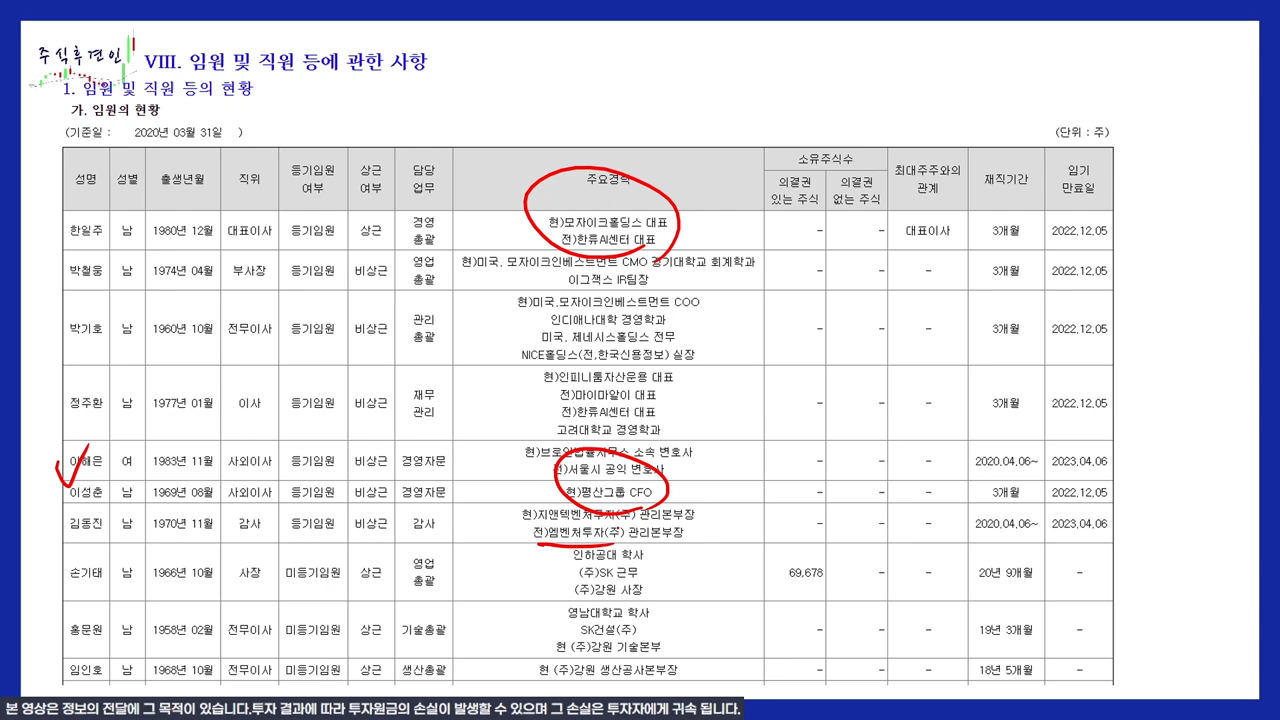 주식후견인
VIII. 임원 및 직원 등에 관한 사항
1. 임원 및 직원 등의 현황
가. 임원의 현황
(기준일 : 2020년 03월 31일 ) (단위 : 주)
성명 성별 출생년월 직위 등기임원 여부 상근 여부 담당 업무 주요경력 소유주식수 의결권 있는 주식 의결권 없는 주식 최대주주와의 관계 재직기간 임기 만료일
한일주 남 1980년 12월 대표이사 등기임원 상근 경영 총괄 현)모자이크홀딩스 대표 전)한류AI센터 대표 - - 대표이사 3개월 2022.12.05
박철웅 남 1974년 04월 부사장 등기임원 비상근 영업 총괄 현)미국, 모자이크인베스트먼트 CMO 경기대학교 회계학과 이그잭스 IR팀장 - - - 3개월 2022.12.05
박기호 남 1960년 10월 전무이사 등기임원 비상근 관리 총괄 현)미국.모자이크인베스트먼트 COO 인디애나대학 경영학과 미국. 제네시스홀딩스 전무 NICE홀딩스(전,한국신용정보) 실장 - - - 3개월 2022.12.05
정주환 남 1977년 01월 이사 등기임원 비상근 재무 관리 현)인피니툼자산운용 대표 전)마이마알이 대표 전)한류AI센터 대표 고려대학교 경영학과 - - - 3개월 2022.12.05
이해은 여 1983년 11월 사외이사 등기임원 비상근 경영자문 현)브로인법률사무소 소속 변호사 전)서울시 공익 변호사 - - - 2020.04.06~ 2023.04.06
이성춘 남 1969년 08월 사외이사 등기임원 비상근 경영자문 현)평산그룹 CFO - - - 3개월 2022.12.05
김동진 남 1970년 11월 감사 등기임원 비상근 감사 현)지앤텍벤처투자(주) 관리본부장 전)엠벤처투자(주) 관리본부장 - - - 2020.04.06~ 2023.04.06
손기태 남 1966년 10월 사장 미등기임원 상근 영업 총괄 인하공대 학사 (주)SK 근무 (주)강원 사장 69,678 - - 20년 9개월 -
홍문원 남 1958년 02월 전무이사 미등기임원 상근 기술총괄 영남대학교 학사 SK건설(주) 현 (주)강원 기술본부 - - - 19년 3개월 -
임인호 남 1968년 10월 전무이사 미등기임원 상근 생산총괄 현 (주)강원 생산공사본부장 - - - 18년 5개월 -
본 영상은 정보의 전달에 그 목적이 있습니다.투자 결과에 따라 투자원금의 손실이 발생할 수 있으며 그 손실은 투자자에게 귀속 됩니다.